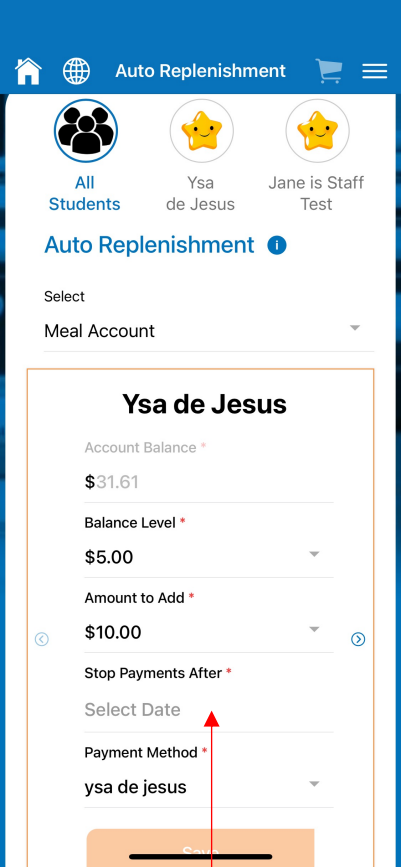 Auto Replenishment
All
Students
Ysa
de Jesus
Jane is Staff
Test
Auto Replenishment i
Select
Meal Account
Ysa de Jesus
Account Balance *
$31.61
Balance Level *
$5.00
Amount to Add *
$10.00
Stop Payments After *
Select Date
Payment Method *
ysa de jesus
Save